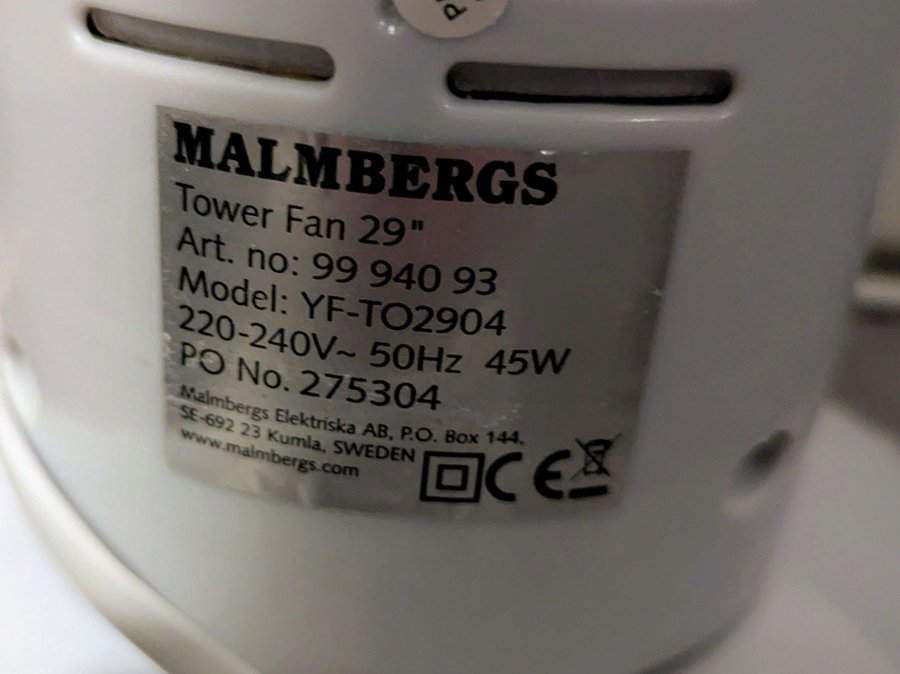 MALMBERGS
Tower Fan 29"
Art. no: 99 940 93
Model: YF-TO2904
220-240V~ 50Hz 45W
PO No. 275304
Malmbergs Elektriska AB, P.O. Box 144,
SE-692 23 Kumla, SWEDEN
www.malmbergs.com
CE